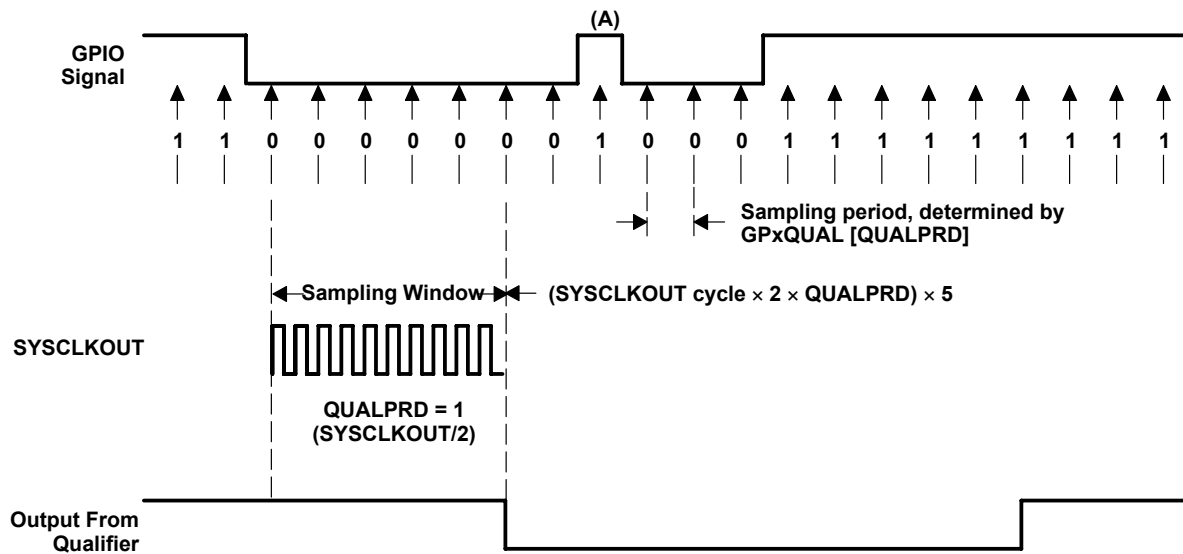 (A)
GPIO
Signal
1 1 0 0 0 0 0 0 0 1 0 0 0 1 1 1 1 1 1 1 1 1
Sampling period, determined by
GPxQUAL [QUALPRD]
Sampling Window
(SYSCLKOUT cycle × 2 × QUALPRD) × 5
SYSCLKOUT
QUALPRD = 1
(SYSCLKOUT/2)
Output From
Qualifier